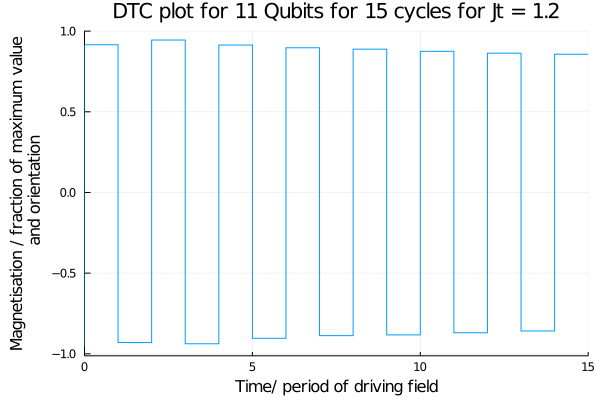 DTC plot for 11 Qubits for 15 cycles for Jt = 1.2
Magnetisation / fraction of maximum value
and orientation
1.0
0.5
0.0
−0.5
−1.0
0
5
10
15
Time/ period of driving field